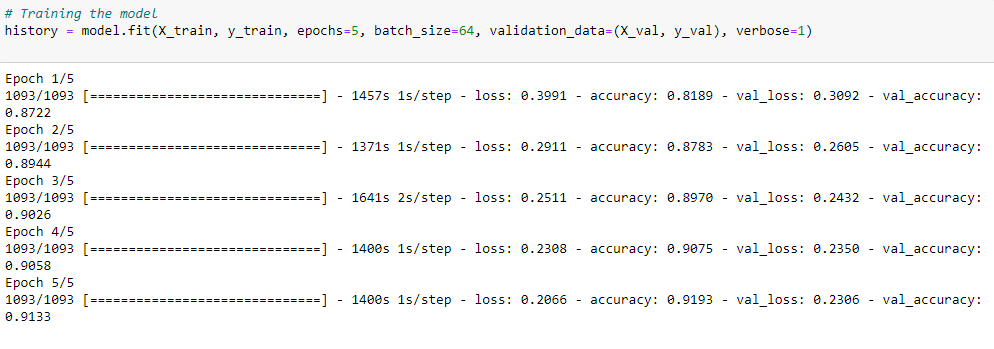 # Training the model
history = model.fit(X_train, y_train, epochs=5, batch_size=64, validation_data=(X_val, y_val), verbose=1)
Epoch 1/5
1093/1093 [==============================] - 1457s 1s/step - loss: 0.3991 - accuracy: 0.8189 - val_loss: 0.3092 - val_accuracy:
0.8722
Epoch 2/5
1093/1093 [==============================] - 1371s 1s/step - loss: 0.2911 - accuracy: 0.8783 - val_loss: 0.2605 - val_accuracy:
0.8944
Epoch 3/5
1093/1093 [==============================] - 1641s 2s/step - loss: 0.2511 - accuracy: 0.8970 - val_loss: 0.2432 - val_accuracy:
0.9026
Epoch 4/5
1093/1093 [==============================] - 1400s 1s/step - loss: 0.2308 - accuracy: 0.9075 - val_loss: 0.2350 - val_accuracy:
0.9058
Epoch 5/5
1093/1093 [==============================] - 1400s 1s/step - loss: 0.2066 - accuracy: 0.9193 - val_loss: 0.2306 - val_accuracy:
0.9133